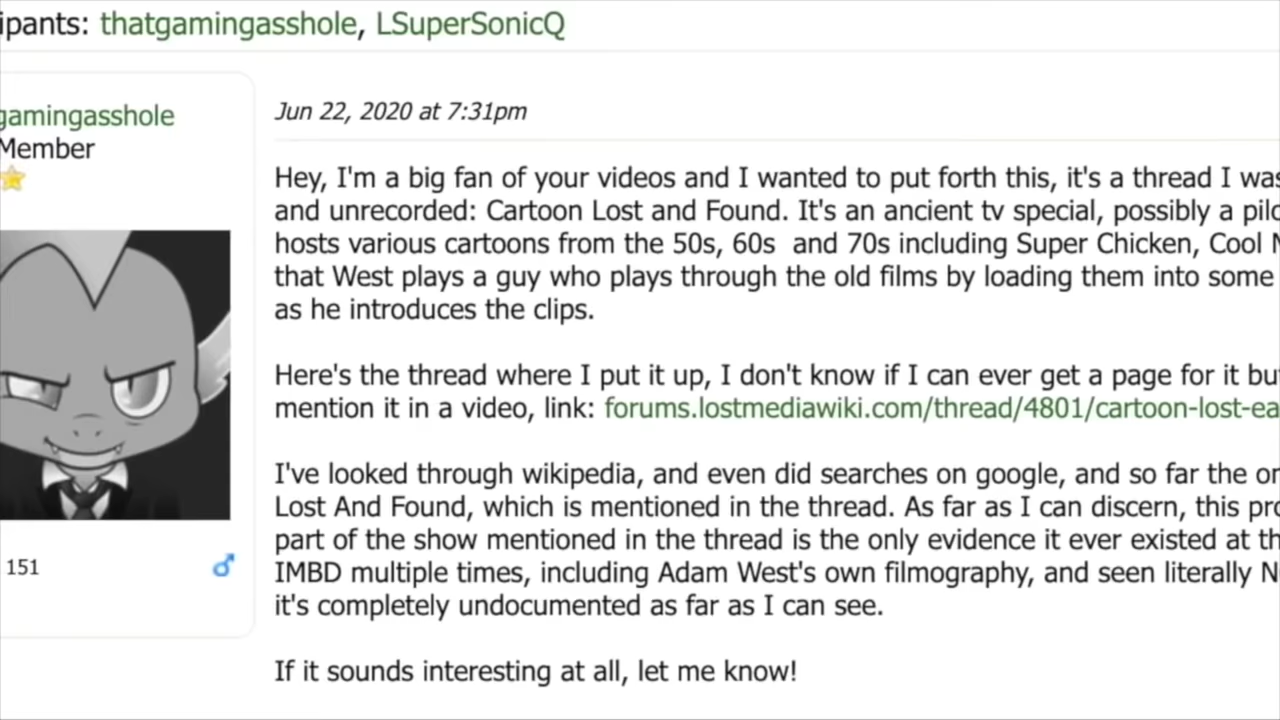 ipants: thatgamingasshole, LSuperSonicQ
gamingasshole
Member
Jun 22, 2020 at 7:31pm
Hey, I'm a big fan of your videos and I wanted to put forth this, it's a thread I was
and unrecorded: Cartoon Lost and Found. It's an ancient tv special, possibly a pilo
hosts various cartoons from the 50s, 60s and 70s including Super Chicken, Cool
that West plays a guy who plays through the old films by loading them into some
as he introduces the clips.
Here's the thread where I put it up, I don't know if I can ever get a page for it bu
mention it in a video, link: forums.lostmediawiki.com/thread/4801/cartoon-lost-ea
I've looked through wikipedia, and even did searches on google, and so far the or
Lost And Found, which is mentioned in the thread. As far as I can discern, this pro
part of the show mentioned in the thread is the only evidence it ever existed at th
IMBD multiple times, including Adam West's own filmography, and seen literally N
it's completely undocumented as far as I can see.
If it sounds interesting at all, let me know!
151